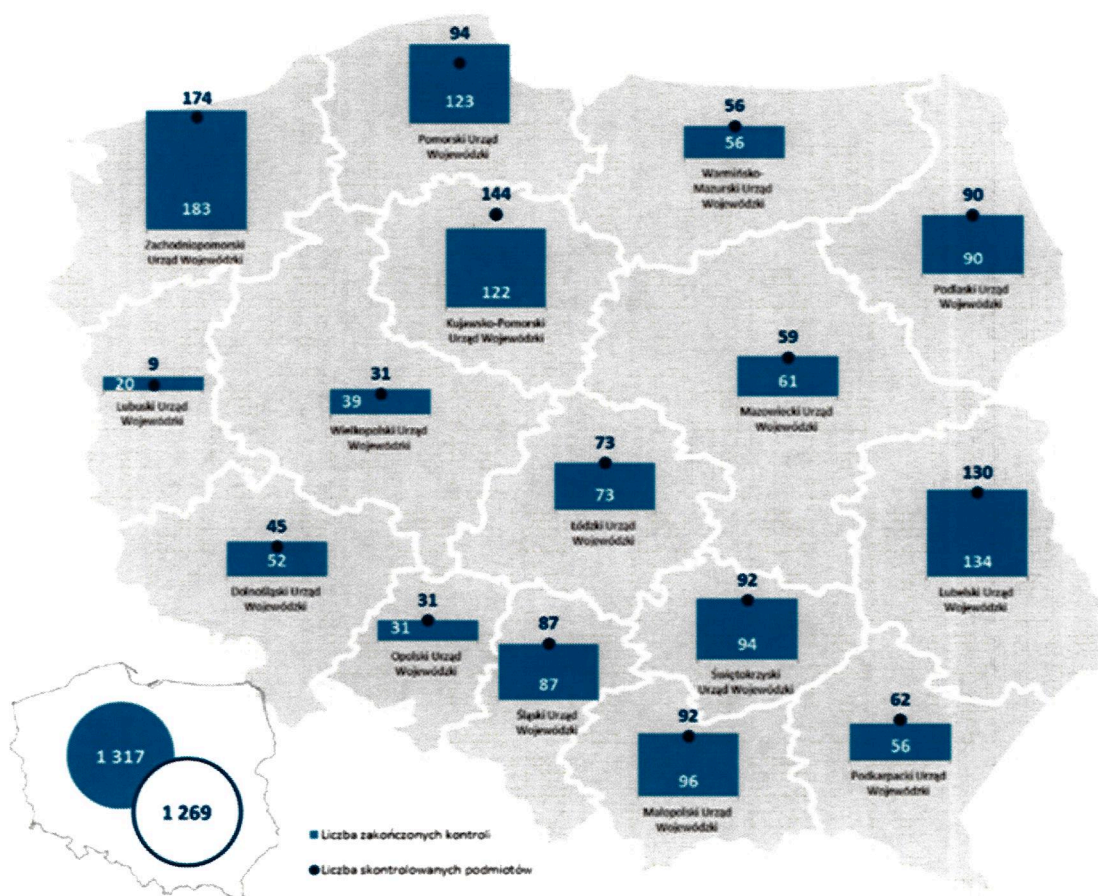 94
123
Pomorski Urząd
Wojewódzki
174
183
Zachodniopomorski
Urząd Wojewódzki
56
56
Warmińsko-
Mazurski Urząd
Wojewódzki
144
122
Kujawsko-Pomorski
Urząd Wojewódzki
90
90
Podlaski Urząd
Wojewódzki
9
20
Lubuski Urząd
Wojewódzki
31
39
Wielkopolski Urząd
Wojewódzki
59
61
Mazowiecki Urząd
Wojewódzki
73
73
Łódzki Urząd
Wojewódzki
130
134
Lubelski Urząd
Wojewódzki
45
52
Dolnośląski Urząd
Wojewódzki
31
31
Opolski Urząd
Wojewódzki
87
87
Śląski Urząd
Wojewódzki
92
94
Świętokrzyski
Urząd Wojewódzki
92
96
Małopolski Urząd
Wojewódzki
62
56
Podkarpacki Urząd
Wojewódzki
1 317
1 269
Liczba zakończonych kontroli
Liczba skontrolowanych podmiotów